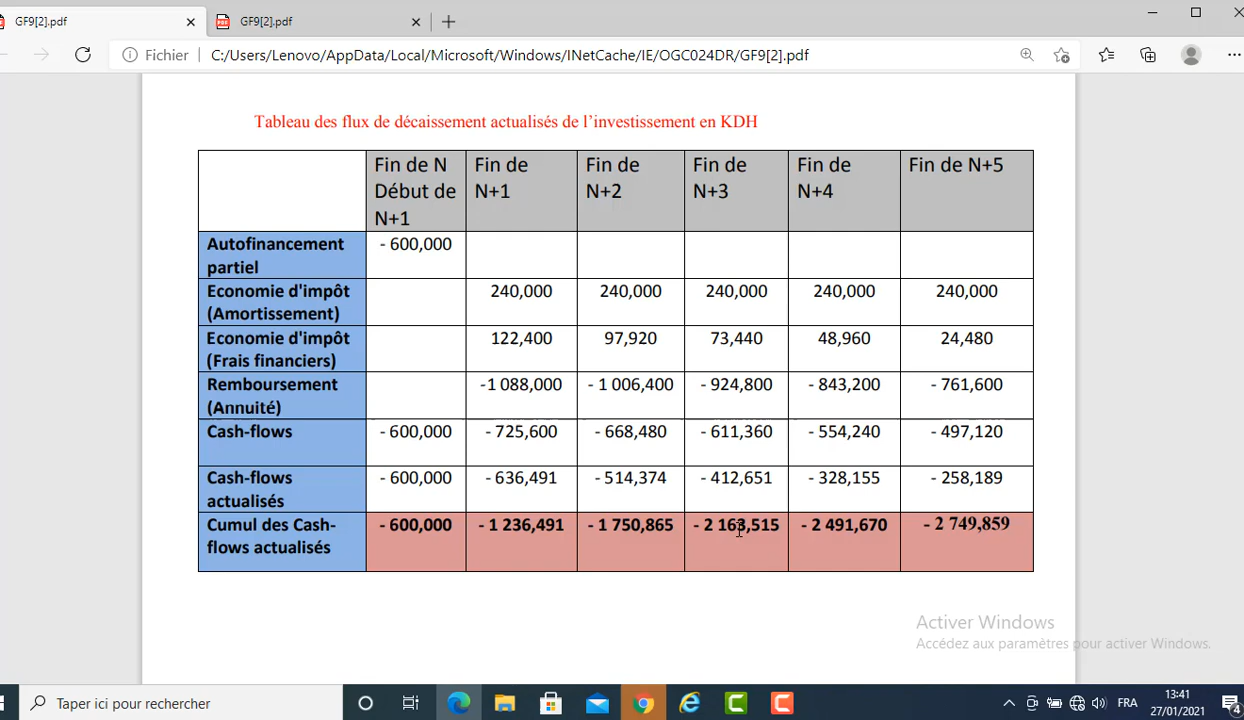 GF9[2].pdf
GF9[2].pdf
Fichier C:/Users/Lenovo/AppData/Local/Microsoft/Windows/INetCache/IE/OGC024DR/GF9[2].pdf
Tableau des flux de décaissement actualisés de l'investissement en KDH
Fin de N Début de N+1 Fin de N+1 Fin de N+2 Fin de N+3 Fin de N+4 Fin de N+5
Autofinancement partiel - 600,000
Economie d'impôt (Amortissement) 240,000 240,000 240,000 240,000 240,000
Economie d'impôt (Frais financiers) 122,400 97,920 73,440 48,960 24,480
Remboursement (Annuité) -1 088,000 - 1 006,400 - 924,800 - 843,200 - 761,600
Cash-flows - 600,000 - 725,600 - 668,480 - 611,360 - 554,240 - 497,120
Cash-flows actualisés - 600,000 - 636,491 - 514,374 - 412,651 - 328,155 - 258,189
Cumul des Cash-flows actualisés - 600,000 - 1 236,491 - 1 750,865 - 2 163,515 - 2 491,670 - 2 749,859
Activer Windows
Accédez aux paramètres pour activer Windows.
Taper ici pour rechercher
FRA
13:41
27/01/2021
4